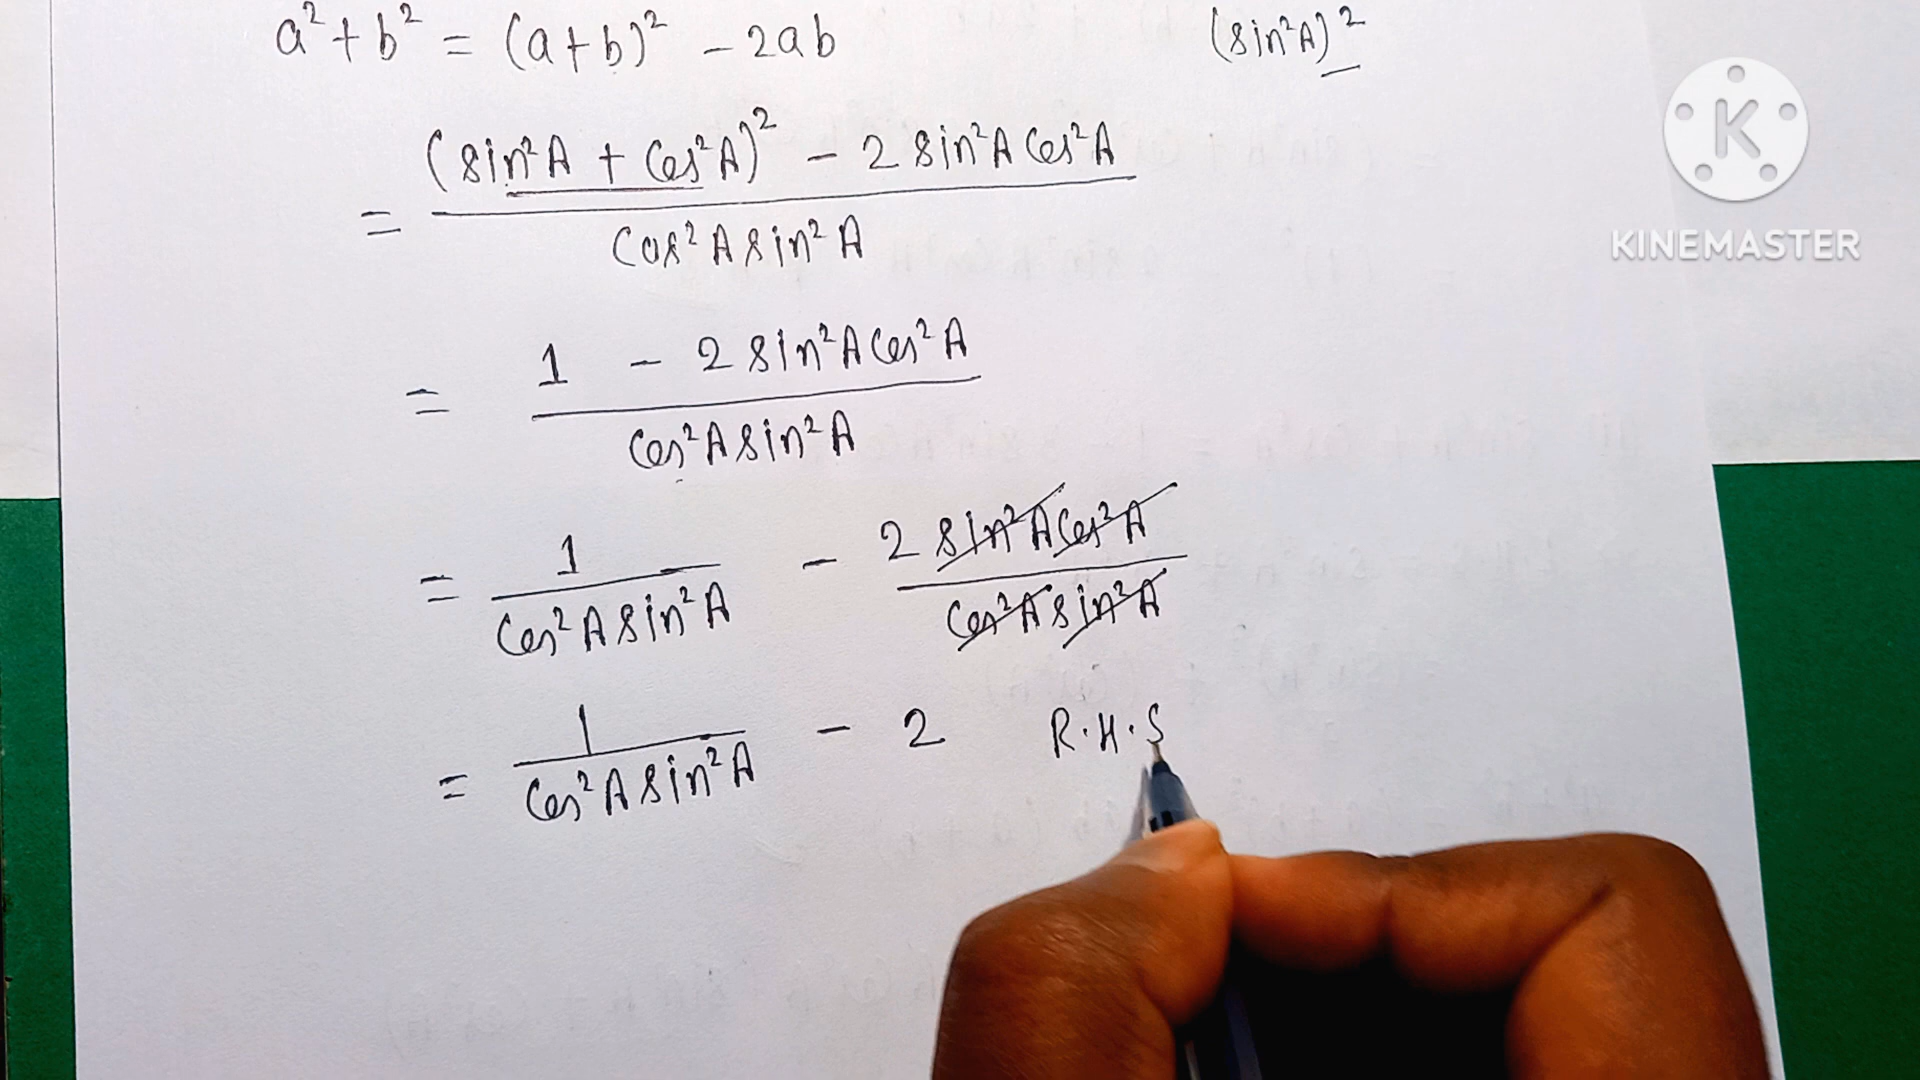 a² + b² = (a+b)² - 2ab (sin²A)²
= (sin²A + Cos²A)² - 2 sin²A Cos²A / Cos²A sin²A
= 1 - 2 sin²A Cos²A / Cos²A sin²A
= 1 / Cos²A sin²A - 2 sin²A Cos²A / Cos²A sin²A
= 1 / Cos²A sin²A - 2 R.H.S
K
KINEMASTER